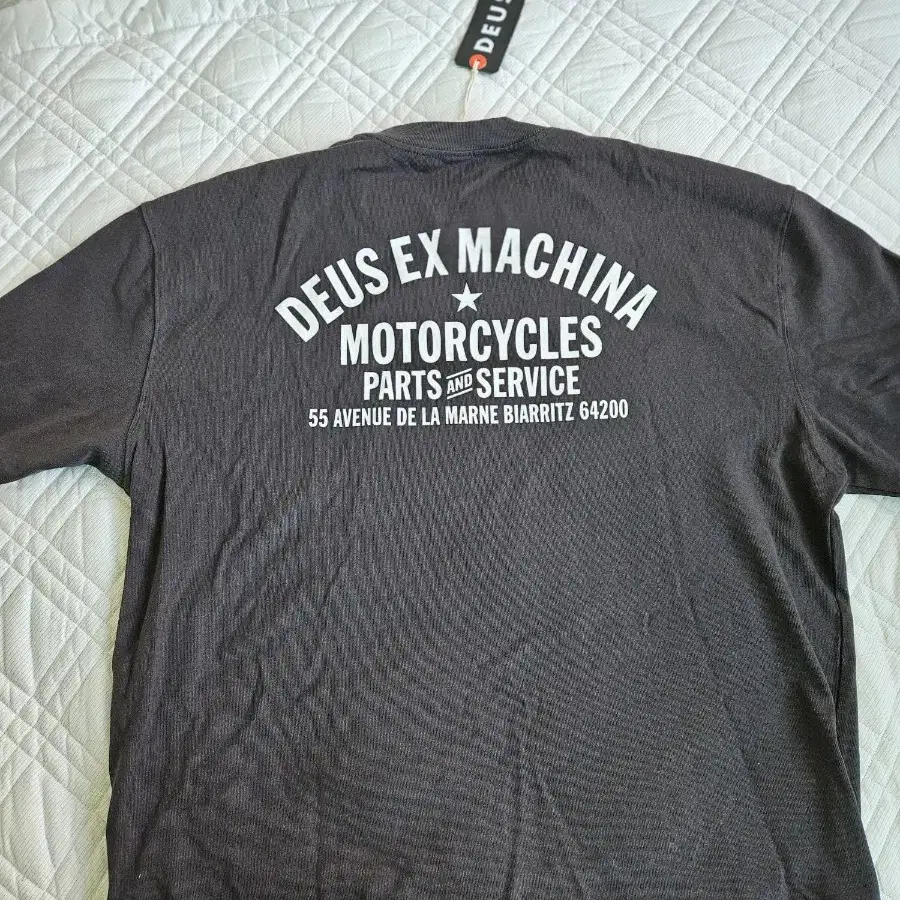 DEUS
DEUS EX MACHINA
MOTORCYCLES
PARTS AND SERVICE
55 AVENUE DE LA MARNE BIARRITZ 64200